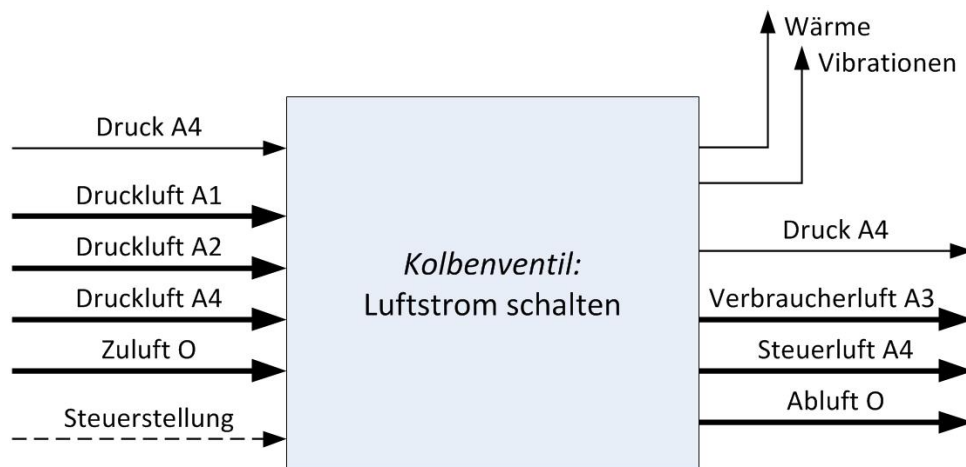 Wärme
Vibrationen
Druck A4
Druckluft A1
Druckluft A2
Druckluft A4
Zuluft O
Steuerstellung
Kolbenventil:
Luftstrom schalten
Druck A4
Verbraucherluft A3
Steuerluft A4
Abluft O